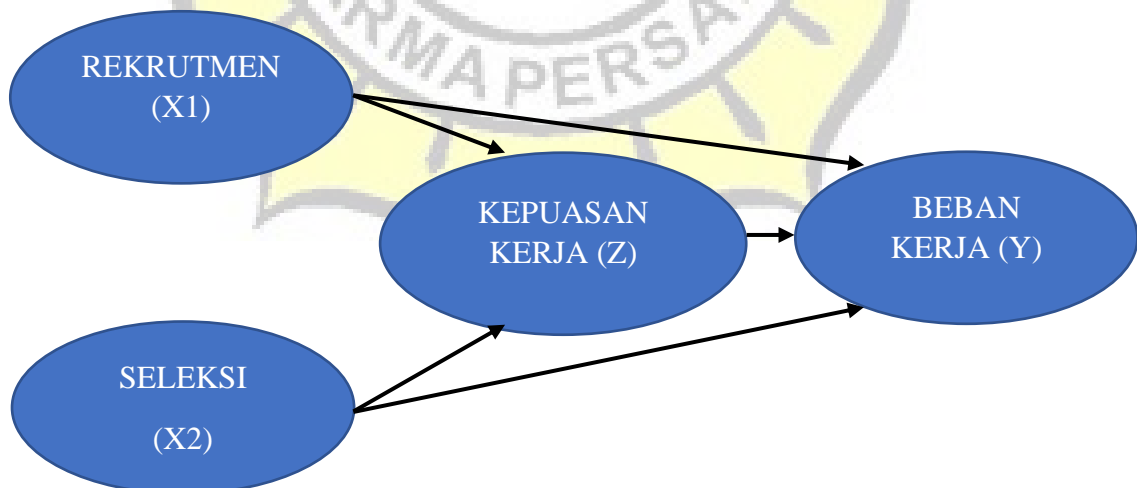 RMA PERSA
REKRUTMEN
(X1)
KEPUASAN
KERJA (Z)
BEBAN
KERJA (Y)
SELEKSI
(X2)